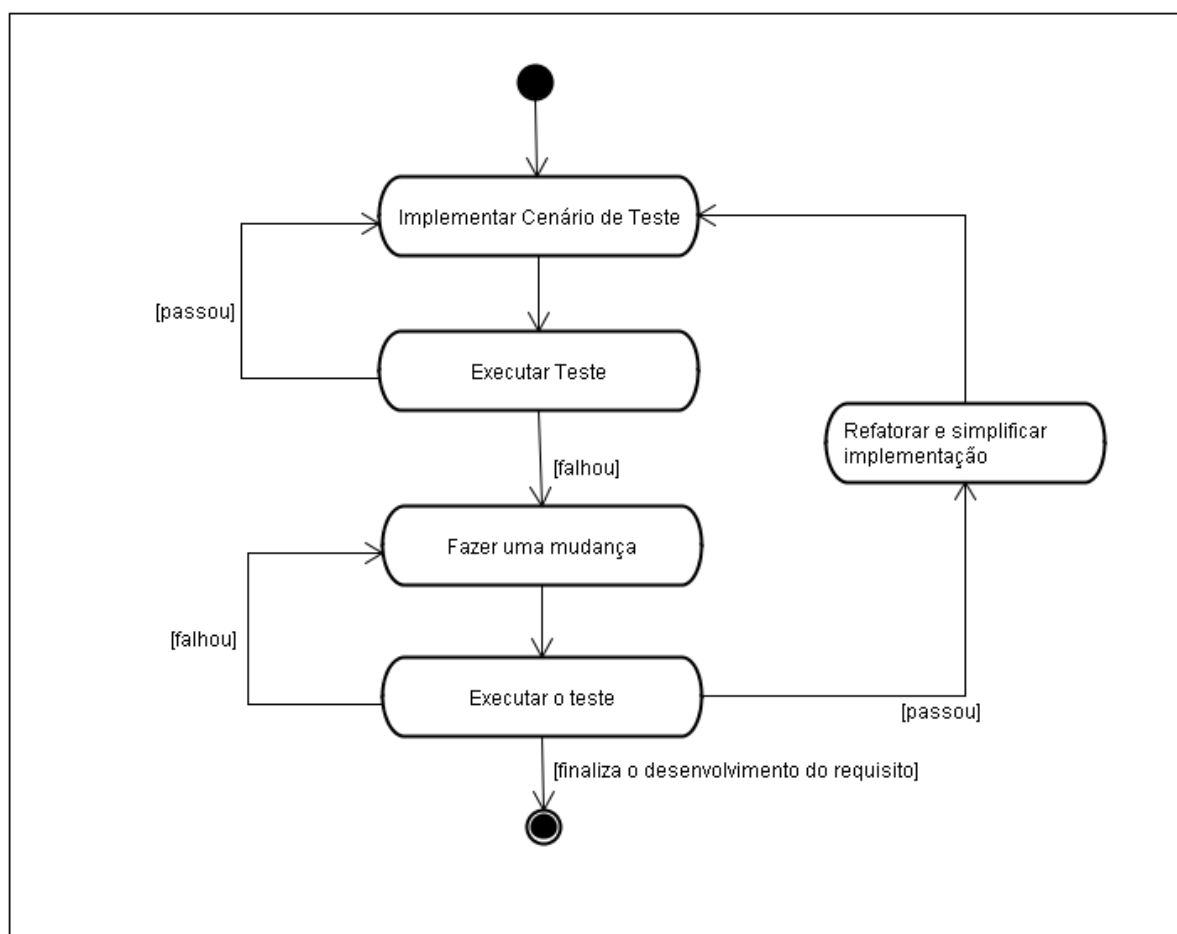 Implementar Cenário de Teste
[passou]
Executar Teste
Refatorar e simplificar
implementação
[falhou]
Fazer uma mudança
[falhou]
Executar o teste
[passou]
[finaliza o desenvolvimento do requisito]